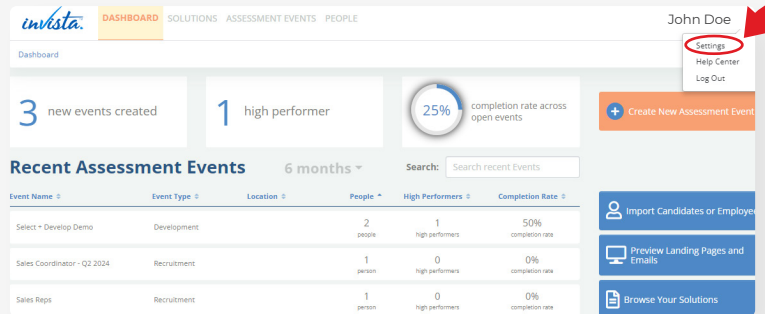 invista. DASHBOARD SOLUTIONS ASSESSMENT EVENTS PEOPLE John Doe
Settings
Dashboard
Help Center
Log Out
3 new events created 1 high performer 25% completion rate across
open events
Create New Assessment Event
Recent Assessment Events 6 months Search: Search recent Events
Event Name Event Type Location People High Performers Completion Rate
Import Candidates or Employee
Select + Develop Demo Development 2 1 50%
people high performers completion rate
Preview Landing Pages and
Emails
Sales Coordinator - Q2 2024 Recruitment 1 0 0%
person high performers completion rate
Browse Your Solutions
Sales Reps Recruitment 1 0 0%
person high performers completion rate